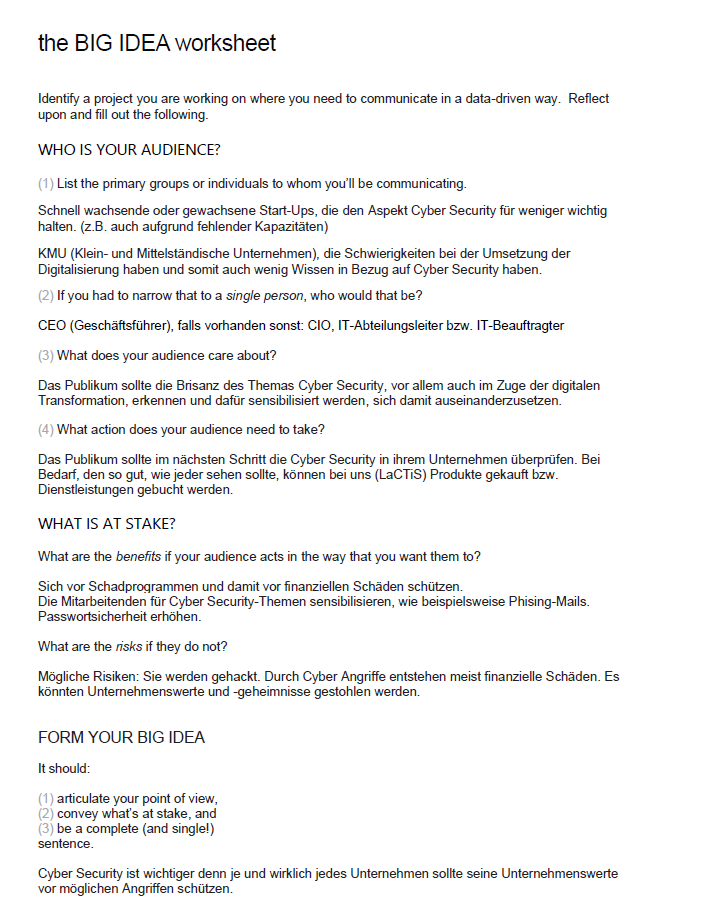 the BIG IDEA worksheet
Identify a project you are working on where you need to communicate in a data-driven way.  Reflect
upon and fill out the following.
WHO IS YOUR AUDIENCE?
(1) List the primary groups or individuals to whom you'll be communicating.
Schnell wachsende oder gewachsene Start-Ups, die den Aspekt Cyber Security für weniger wichtig
halten. (z.B. auch aufgrund fehlender Kapazitäten)
KMU (Klein- und Mittelständische Unternehmen), die Schwierigkeiten bei der Umsetzung der
Digitalisierung haben und somit auch wenig Wissen in Bezug auf Cyber Security haben.
(2) If you had to narrow that to a single person, who would that be?
CEO (Geschäftsführer), falls vorhanden sonst: CIO, IT-Abteilungsleiter bzw. IT-Beauftragter
(3) What does your audience care about?
Das Publikum sollte die Brisanz des Themas Cyber Security, vor allem auch im Zuge der digitalen
Transformation, erkennen und dafür sensibilisiert werden, sich damit auseinanderzusetzen.
(4) What action does your audience need to take?
Das Publikum sollte im nächsten Schritt die Cyber Security in ihrem Unternehmen überprüfen. Bei
Bedarf, den so gut, wie jeder sehen sollte, können bei uns (LaCTiS) Produkte gekauft bzw.
Dienstleistungen gebucht werden.
WHAT IS AT STAKE?
What are the benefits if your audience acts in the way that you want them to?
Sich vor Schadprogrammen und damit vor finanziellen Schäden schützen.
Die Mitarbeitenden für Cyber Security-Themen sensibilisieren, wie beispielsweise Phising-Mails.
Passwortsicherheit erhöhen.
What are the risks if they do not?
Mögliche Risiken: Sie werden gehackt. Durch Cyber Angriffe entstehen meist finanzielle Schäden. Es
könnten Unternehmenswerte und -geheimnisse gestohlen werden.
FORM YOUR BIG IDEA
It should:
(1) articulate your point of view,
(2) convey what's at stake, and
(3) be a complete (and single!)
sentence.
Cyber Security ist wichtiger denn je und wirklich jedes Unternehmen sollte seine Unternehmenswerte
vor möglichen Angriffen schützen.